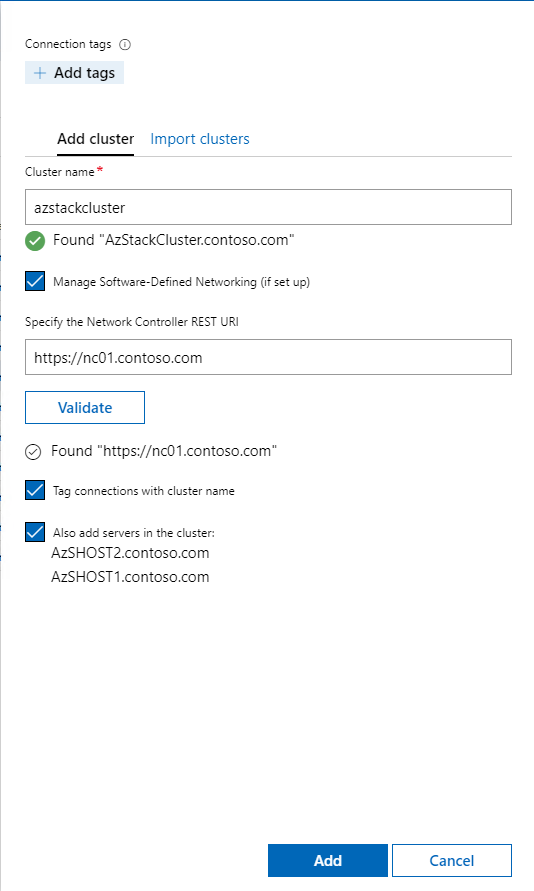 Connection tags
Add tags
Add cluster Import clusters
Cluster name*
azstackcluster
Found "AzStackCluster.contoso.com"
Manage Software-Defined Networking (if set up)
Specify the Network Controller REST URI
https://nc01.contoso.com
Validate
Found "https://nc01.contoso.com"
Tag connections with cluster name
Also add servers in the cluster:
AzSHOST2.contoso.com
AzSHOST1.contoso.com
Add Cancel